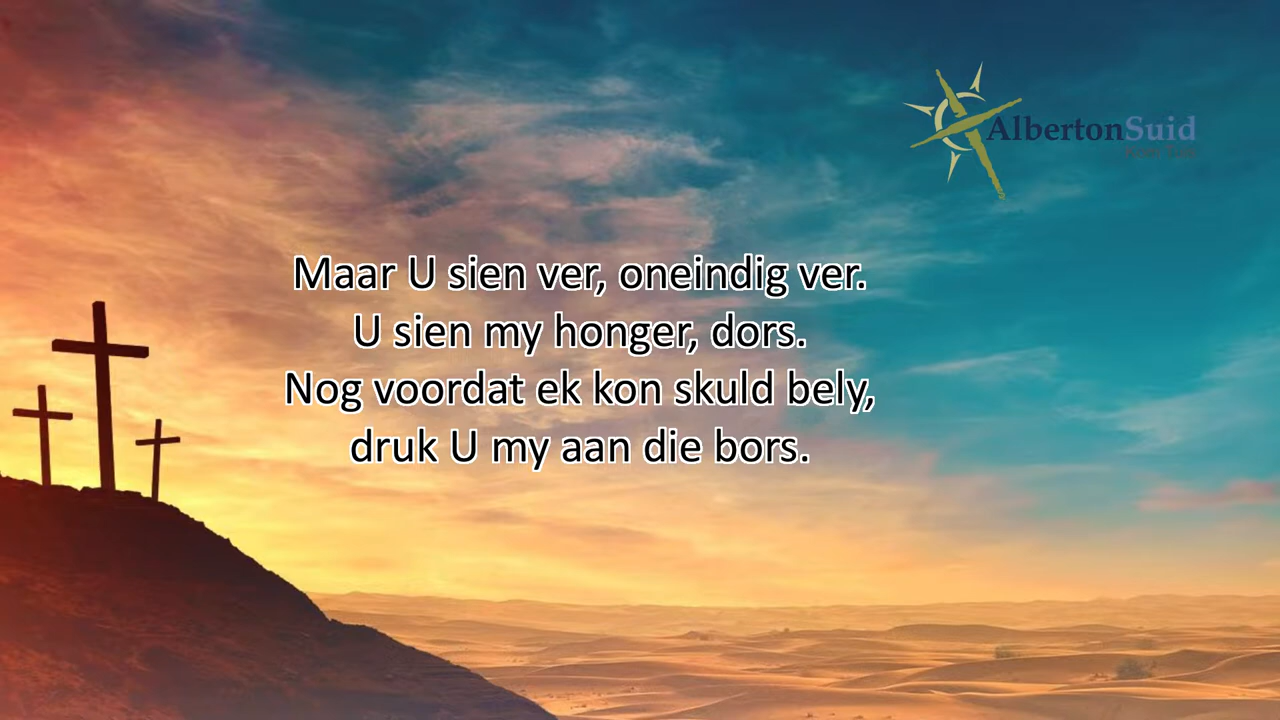 AlbertonSuid
Maar U sien ver, oneindig ver.
U sien my honger, dors.
Nog voordat ek kon skuld bely,
druk U my aan die bors.